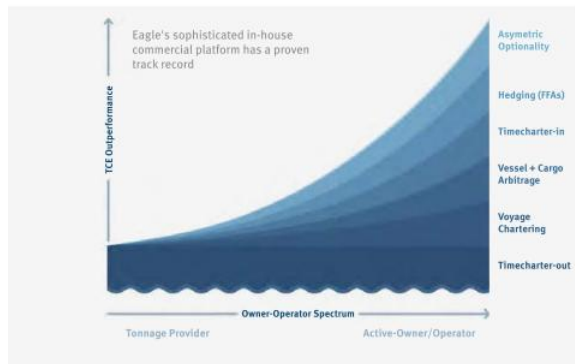 Eagle's sophisticated in-house
commercial platform has a proven
track record
TCE Outperformance
Asymetric
Optionality
Hedging (FFAs)
Timecharter-in
Vessel + Cargo
Arbitrage
Voyage
Chartering
Timecharter-out
Owner-Operator Spectrum
Tonnage Provider
Active-Owner/Operator